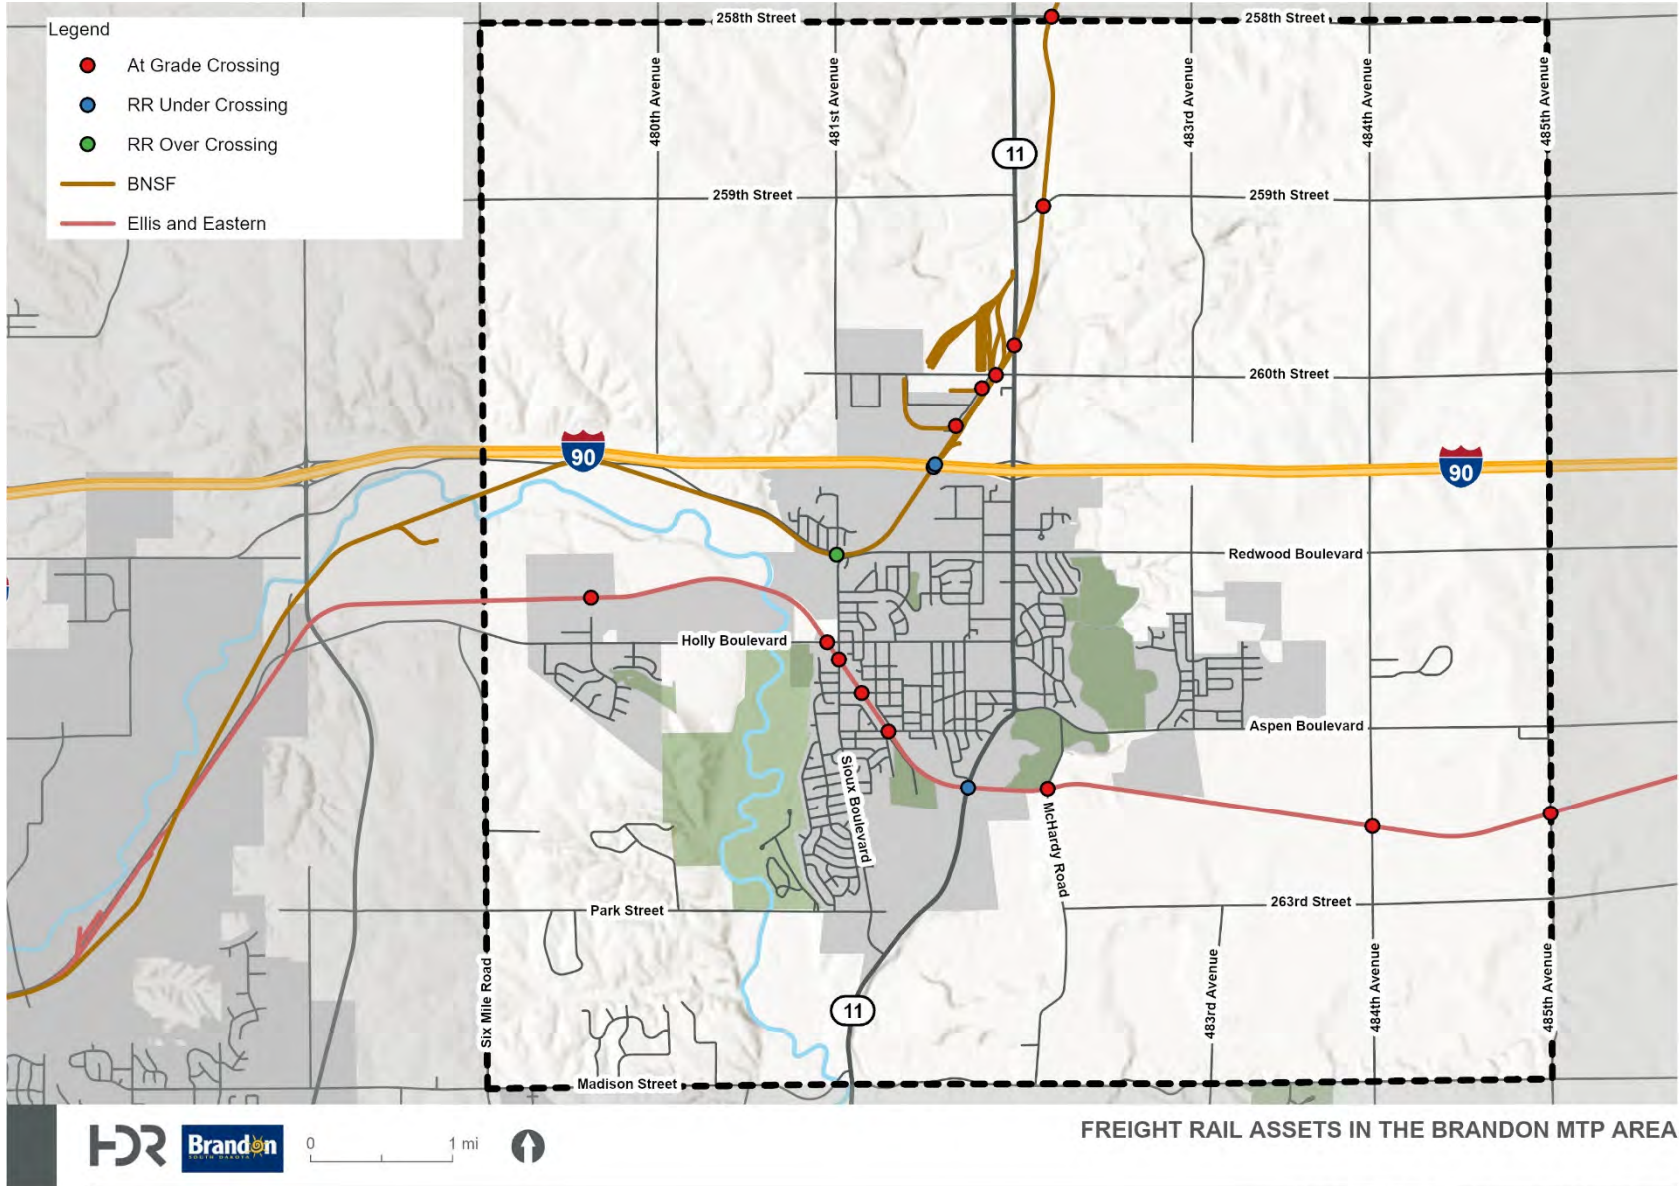 258th Street
258th Street
Legend
At Grade Crossing
RR Under Crossing
RR Over Crossing
BNSF
Ellis and Eastern
480th Avenue
481st Avenue
483rd Avenue
484th Avenue
485th Avenue
11
259th Street
259th Street
260th Street
90
90
Redwood Boulevard
Holly Boulevard
Aspen Boulevard
Sioux Boulevard
McHardy Road
Park Street
263rd Street
Six Mile Road
483rd Avenue
484th Avenue
485th Avenue
11
Madison Street
HDR
Brandon
SOUTH DAKOTA
0 1 mi
FREIGHT RAIL ASSETS IN THE BRANDON MTP AREA